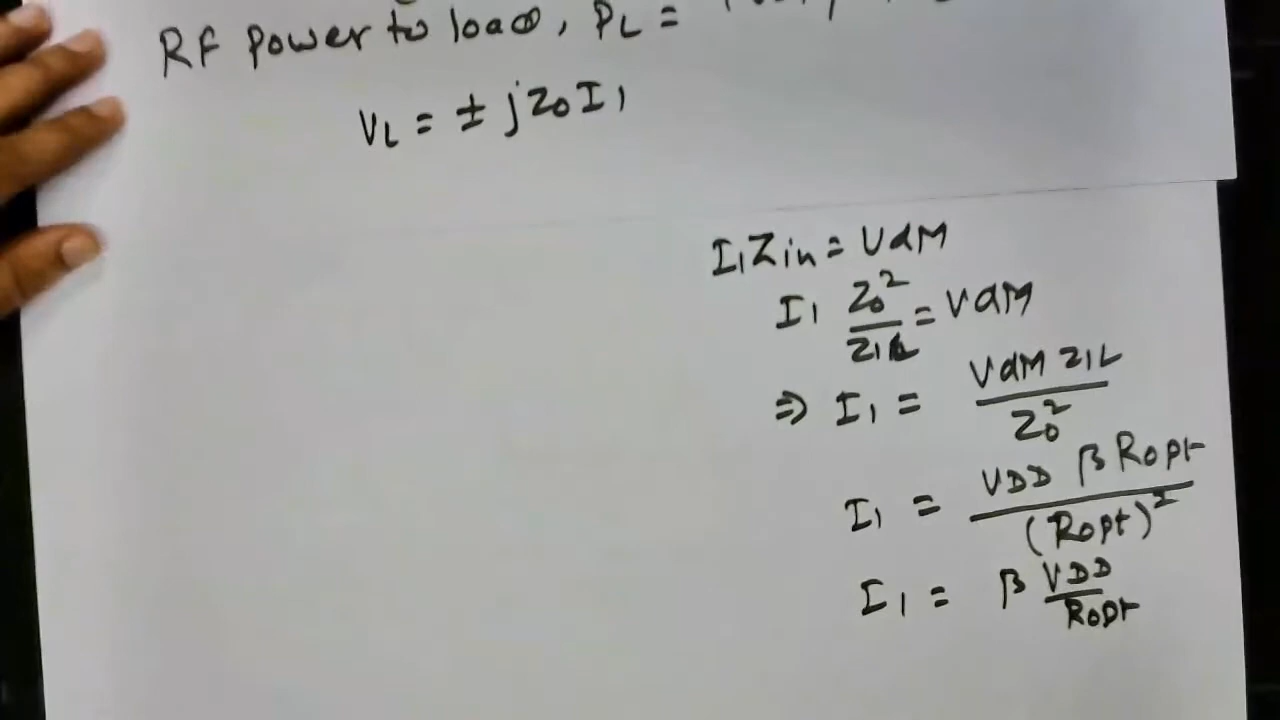 RF power to load, PL =
VL = ± jZ0I1
I1Zin = VdM
I1 Z0²/Z1L = VdM
⇒ I1 = VdM Z1L / Z0²
I1 = VDD β Ropt / (Ropt)²
I1 = β VDD/Ropt